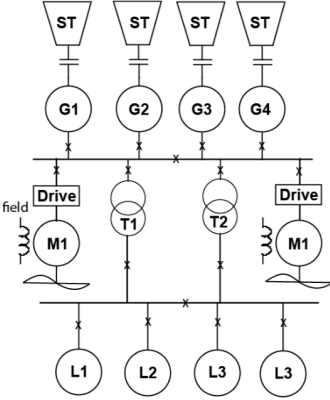 ST ST ST ST
G1 G2 G3 G4
Drive Drive
field
T1 T2
M1 M1
L1 L2 L3 L3